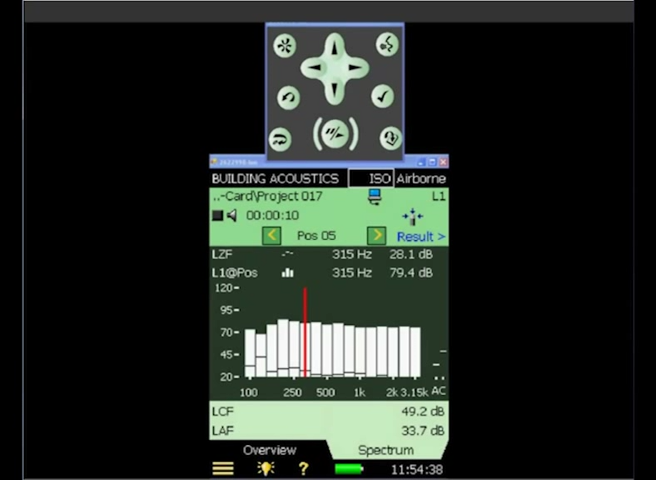 BUILDING ACOUSTICS ISO Airborne
..-Card\Project 017 L1
00:00:10
< Pos 05 > Result >
LZF 315 Hz 28.1 dB
L1@Pos 315 Hz 79.4 dB
120
95
70
45
20
100 250 500 1k 2k 3.15k AC
LCF 49.2 dB
LAF 33.7 dB
Overview Spectrum
? 11:54:38